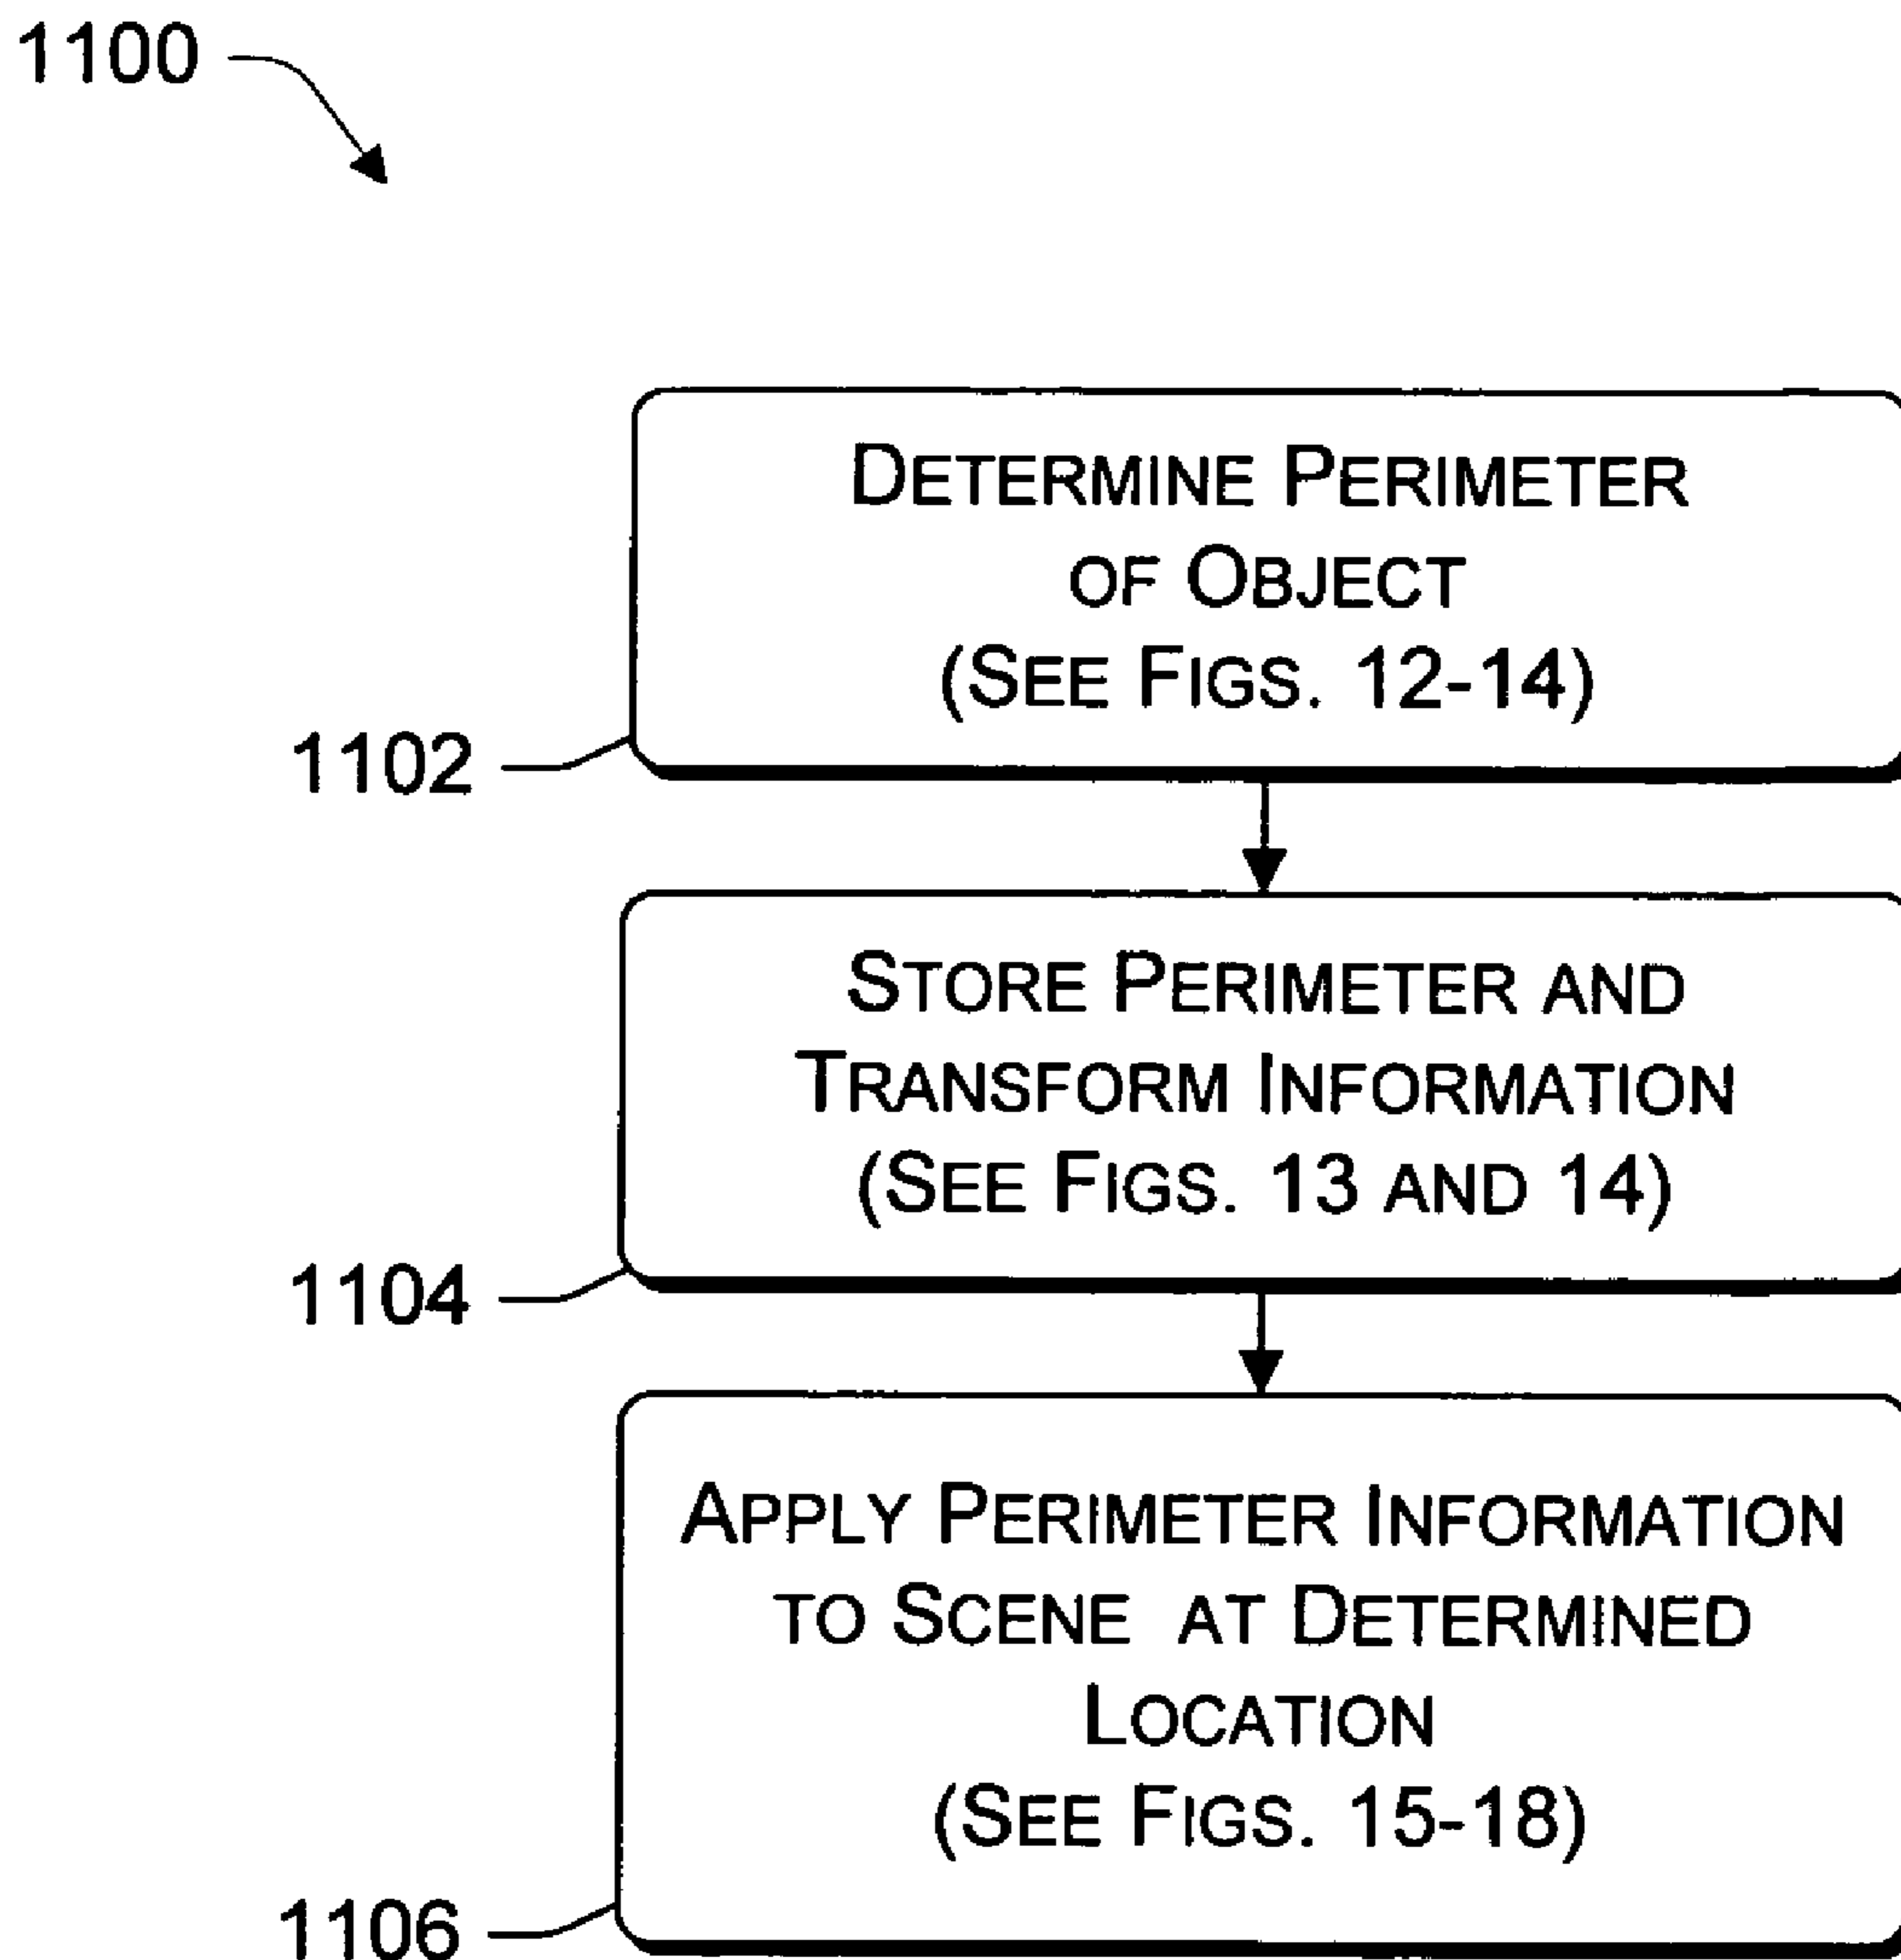 1100
DETERMINE PERIMETER
OF OBJECT
(SEE FIGS. 12-14)
1102
STORE PERIMETER AND
TRANSFORM INFORMATION
(SEE FIGS. 13 AND 14)
1104
APPLY PERIMETER INFORMATION
TO SCENE AT DETERMINED
LOCATION
(SEE FIGS. 15-18)
1106